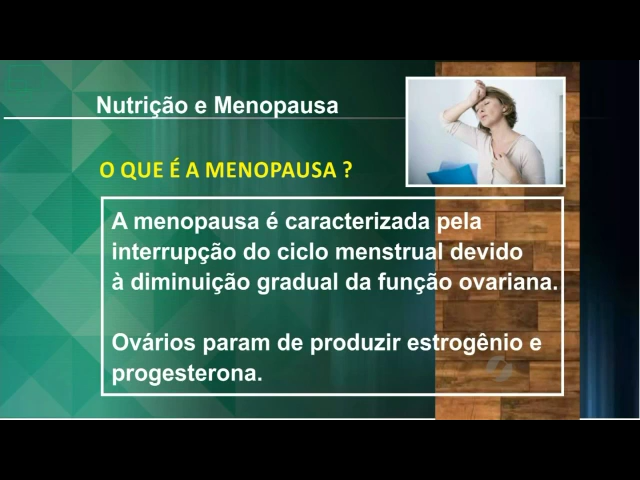 Nutrição e Menopausa
O QUE É A MENOPAUSA ?
A menopausa é caracterizada pela
interrupção do ciclo menstrual devido
à diminuição gradual da função ovariana.
Ovários param de produzir estrogênio e
progesterona.